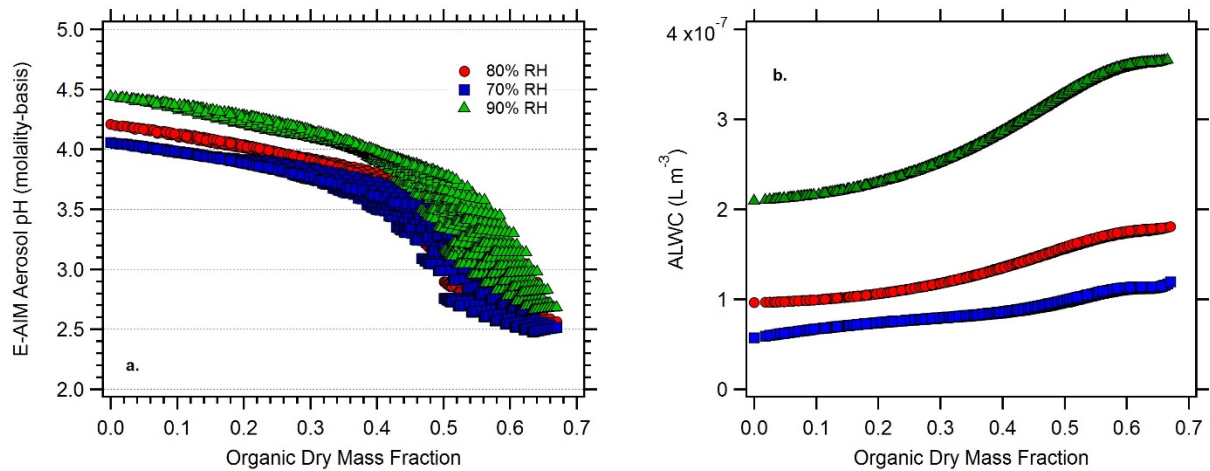 5.0
4.5
4.0
3.5
3.0
2.5
2.0
E-AIM Aerosol pH (molality-basis)
80% RH
70% RH
90% RH
a.
0.0 0.1 0.2 0.3 0.4 0.5 0.6 0.7
Organic Dry Mass Fraction
4 x10-7
3
2
1
0
ALWC (L m-3)
b.
0.0 0.1 0.2 0.3 0.4 0.5 0.6 0.7
Organic Dry Mass Fraction